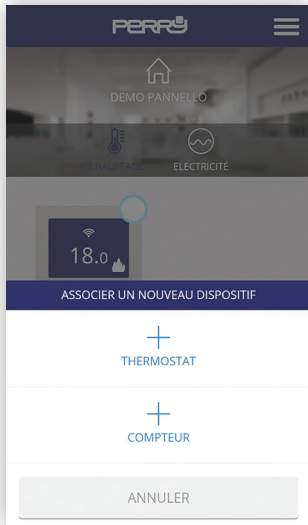 PERRY
DEMO PANNELLO
CHAUFFAGE
ELECTRICITÉ
18.0
ASSOCIER UN NOUVEAU DISPOSITIF
THERMOSTAT
COMPTEUR
ANNULER